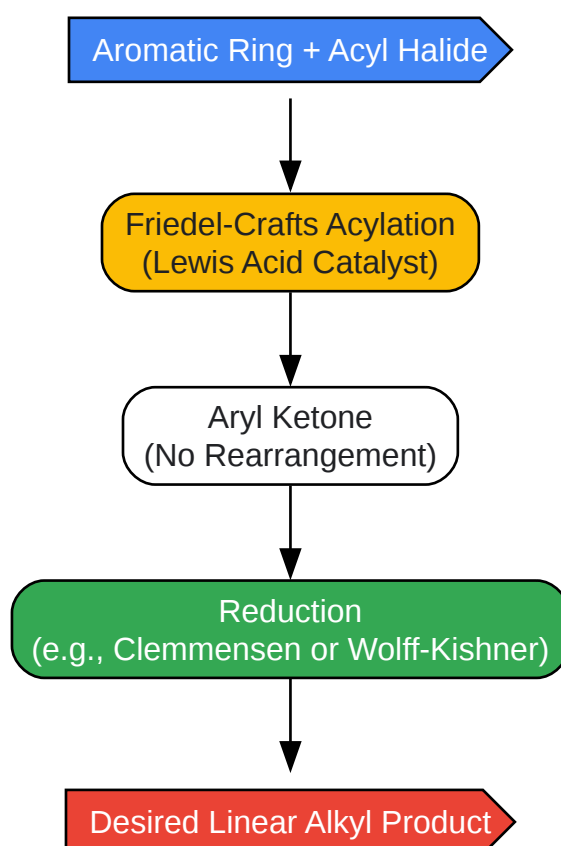 Aromatic Ring + Acyl Halide
Friedel-Crafts Acylation
(Lewis Acid Catalyst)
Aryl Ketone
(No Rearrangement)
Reduction
(e.g., Clemmensen or Wolff-Kishner)
Desired Linear Alkyl Product